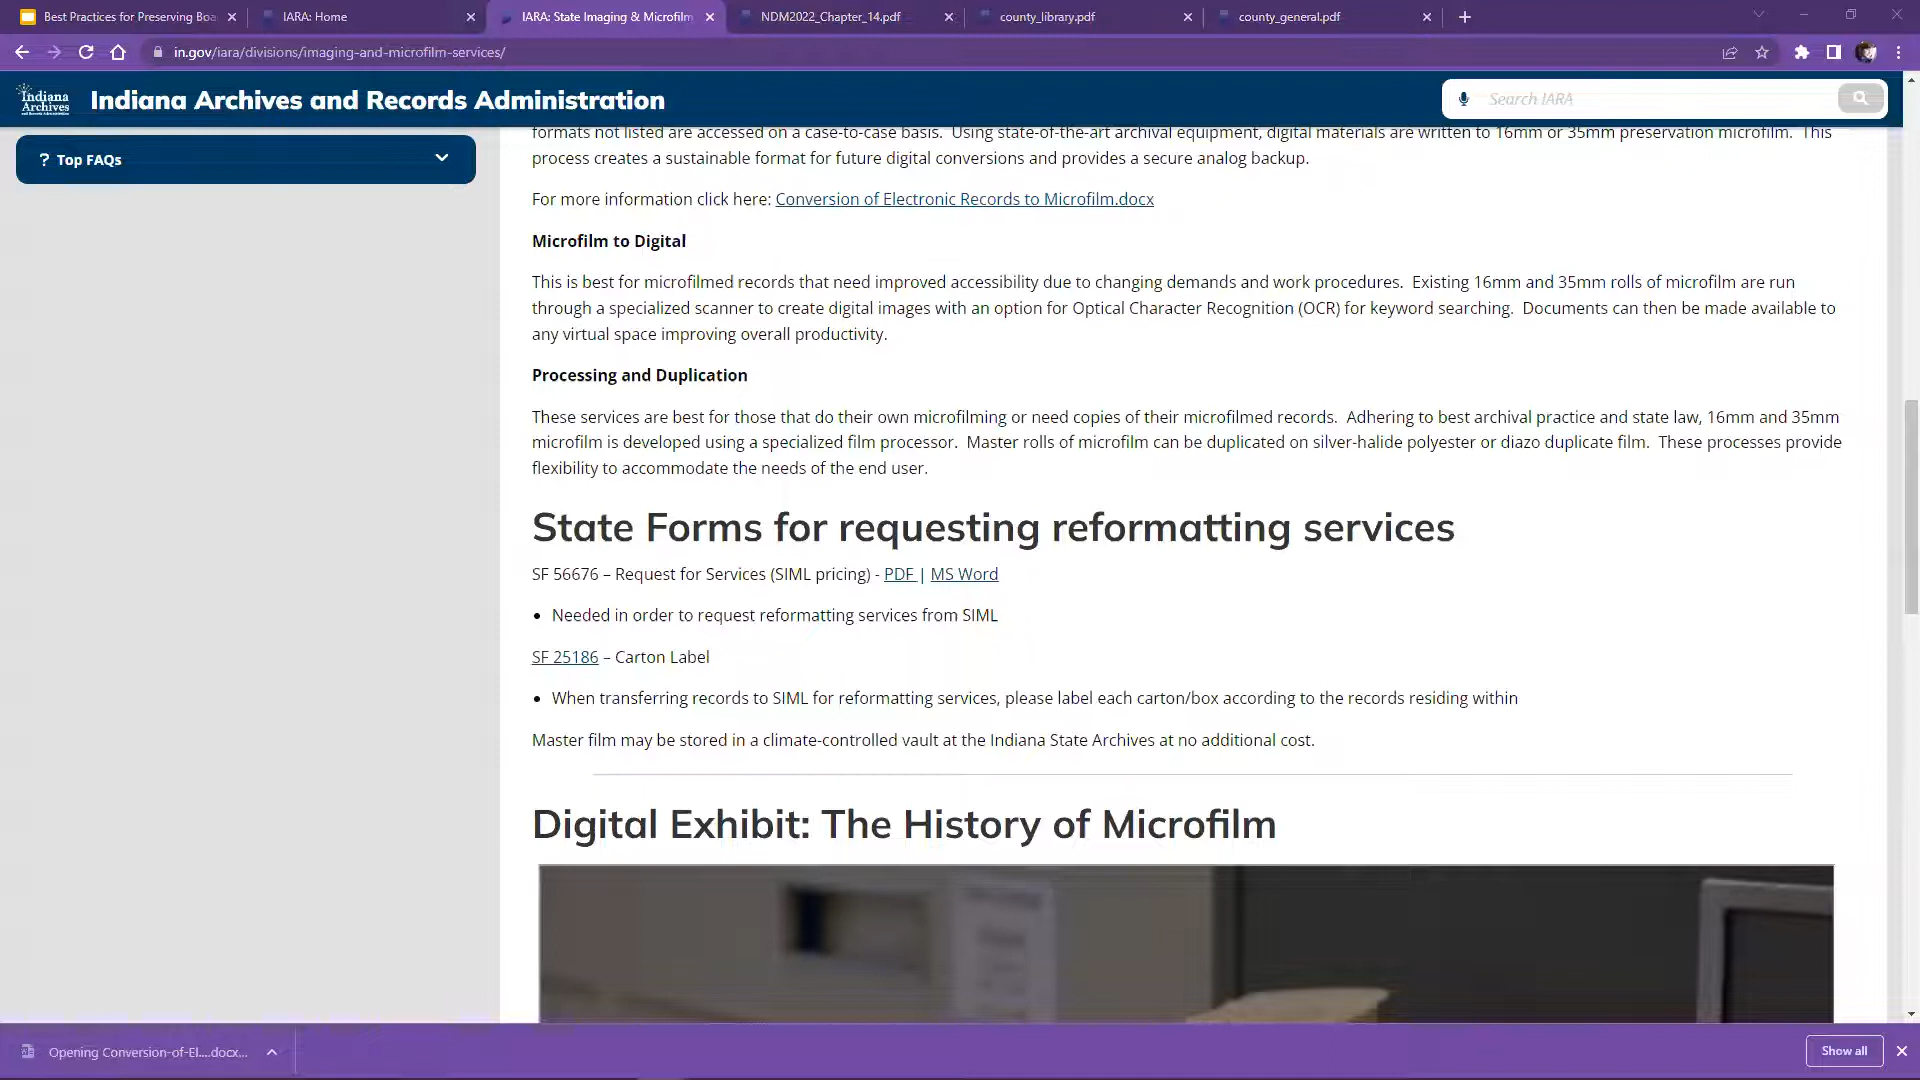 Best Practices for Preserving Boa
IARA: Home
IARA: State Imaging & Microfilm
NDM2022_Chapter_14.pdf
county_library.pdf
county_general.pdf
in.gov/iara/divisions/imaging-and-microfilm-services/
Indiana Archives
Indiana Archives and Records Administration
Search IARA
? Top FAQs
formats not listed are accessed on a case-to-case basis. Using state-of-the-art archival equipment, digital materials are written to 16mm or 35mm preservation microfilm. This
process creates a sustainable format for future digital conversions and provides a secure analog backup.
For more information click here: Conversion of Electronic Records to Microfilm.docx
Microfilm to Digital
This is best for microfilmed records that need improved accessibility due to changing demands and work procedures. Existing 16mm and 35mm rolls of microfilm are run
through a specialized scanner to create digital images with an option for Optical Character Recognition (OCR) for keyword searching. Documents can then be made available to
any virtual space improving overall productivity.
Processing and Duplication
These services are best for those that do their own microfilming or need copies of their microfilmed records. Adhering to best archival practice and state law, 16mm and 35mm
microfilm is developed using a specialized film processor. Master rolls of microfilm can be duplicated on silver-halide polyester or diazo duplicate film. These processes provide
flexibility to accommodate the needs of the end user.
State Forms for requesting reformatting services
SF 56676 – Request for Services (SIML pricing) - PDF | MS Word
• Needed in order to request reformatting services from SIML
SF 25186 – Carton Label
• When transferring records to SIML for reformatting services, please label each carton/box according to the records residing within
Master film may be stored in a climate-controlled vault at the Indiana State Archives at no additional cost.
Digital Exhibit: The History of Microfilm
Opening Conversion-of-El....docx...
Show all